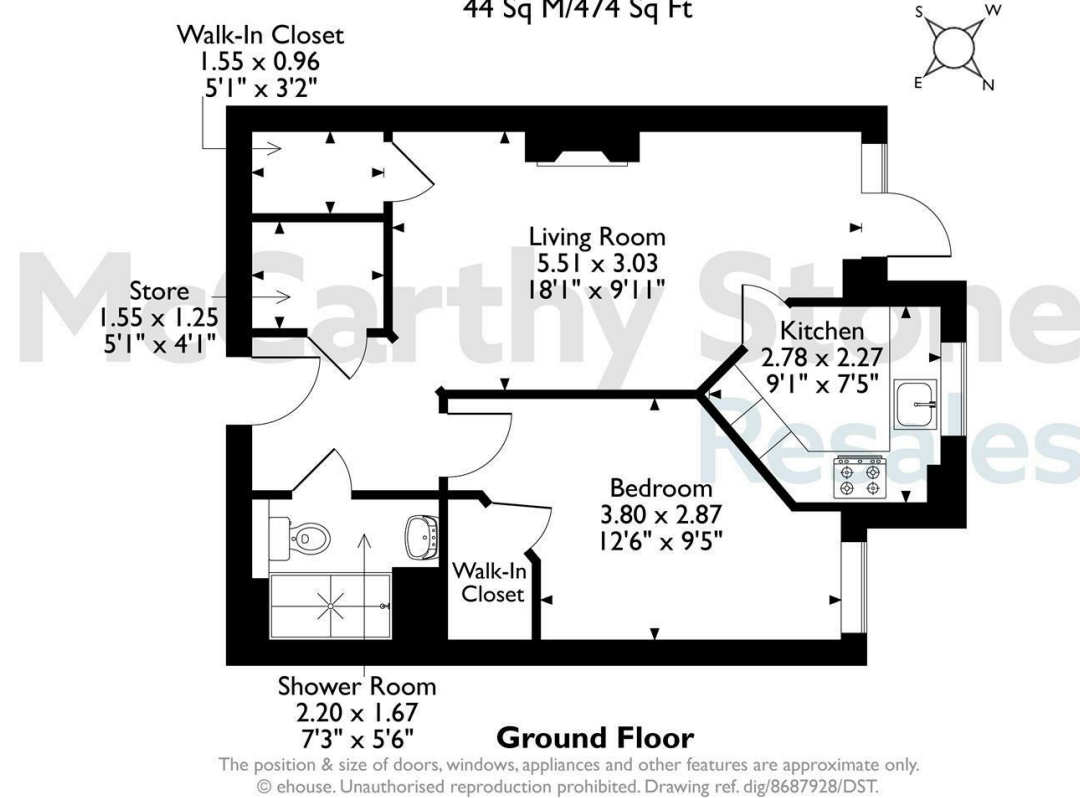 44 Sq M/474 Sq Ft
S
W
E
N
Walk-In Closet
1.55 x 0.96
5'1" x 3'2"
Living Room
5.51 x 3.03
18'1" x 9'11"
Store
1.55 x 1.25
5'1" x 4'1"
Kitchen
2.78 x 2.27
9'1" x 7'5"
McCarthy Stone
Resales
Bedroom
3.80 x 2.87
12'6" x 9'5"
Walk-In
Closet
Shower Room
2.20 x 1.67
7'3" x 5'6"
Ground Floor
The position & size of doors, windows, appliances and other features are approximate only.
© ehouse. Unauthorised reproduction prohibited. Drawing ref. dig/8687928/DST.